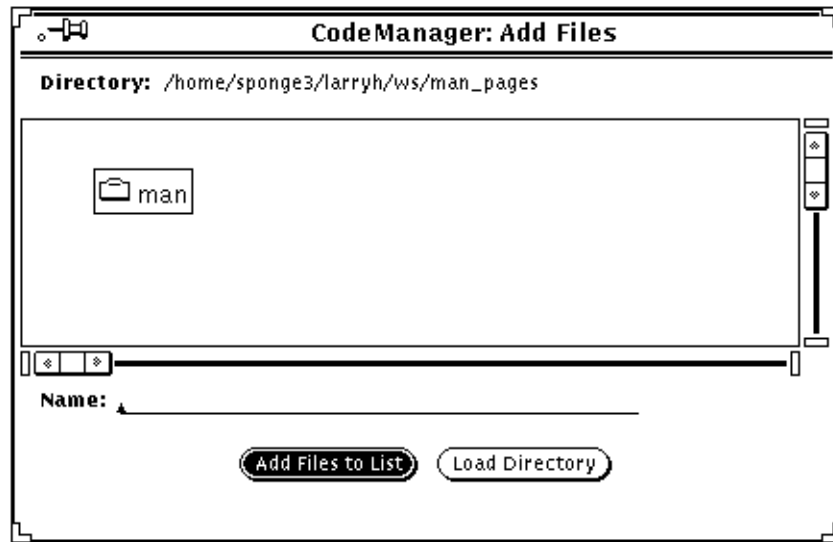 CodeManager: Add Files
Directory: /home/sponge3/larryh/ws/man_pages
man
Name:
Add Files to List Load Directory